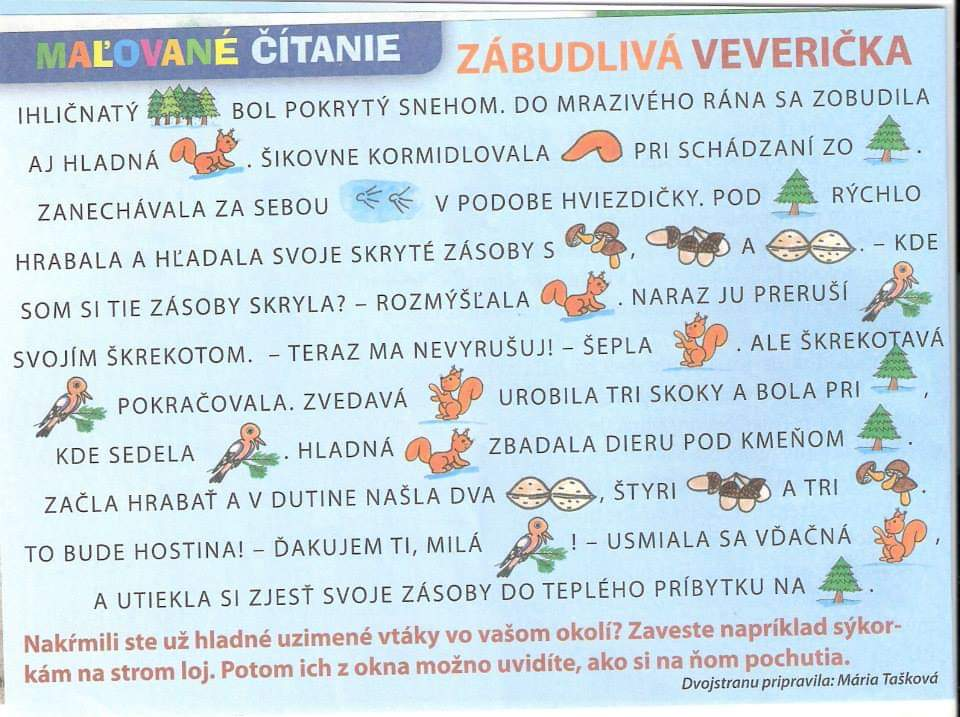 MAĽOVANÉ ČÍTANIE ZÁBUDLIVÁ VEVERIČKA
IHLIČNATÝ BOL POKRYTÝ SNEHOM. DO MRAZIVÉHO RÁNA SA ZOBUDILA
AJ HLADNÁ . ŠIKOVNE KORMIDLOVALA PRI SCHÁDZANÍ ZO .
ZANECHÁVALA ZA SEBOU V PODOBE HVIEZDIČKY. POD RÝCHLO
HRABALA A HĽADALA SVOJE SKRYTÉ ZÁSOBY S , A . – KDE
SOM SI TIE ZÁSOBY SKRYLA? – ROZMÝŠĽALA . NARAZ JU PRERUŠÍ
SVOJÍM ŠKREKOTOM. – TERAZ MA NEVYRUŠUJ! – ŠEPLA . ALE ŠKREKOTAVÁ
POKRAČOVALA. ZVEDAVÁ UROBILA TRI SKOKY A BOLA PRI ,
KDE SEDELA . HLADNÁ ZBADALA DIERU POD KMEŇOM .
ZAČLA HRABAŤ A V DUTINE NAŠLA DVA , ŠTYRI A TRI .
TO BUDE HOSTINA! – ĎAKUJEM TI, MILÁ ! – USMIALA SA VĎAČNÁ ,
A UTIEKLA SI ZJESŤ SVOJE ZÁSOBY DO TEPLÉHO PRÍBYTKU NA .
Nakŕmili ste už hladné uzimené vtáky vo vašom okolí? Zaveste napríklad sýkor-
kám na strom loj. Potom ich z okna možno uvidíte, ako si na ňom pochutia.
Dvojstranu pripravila: Mária Tašková